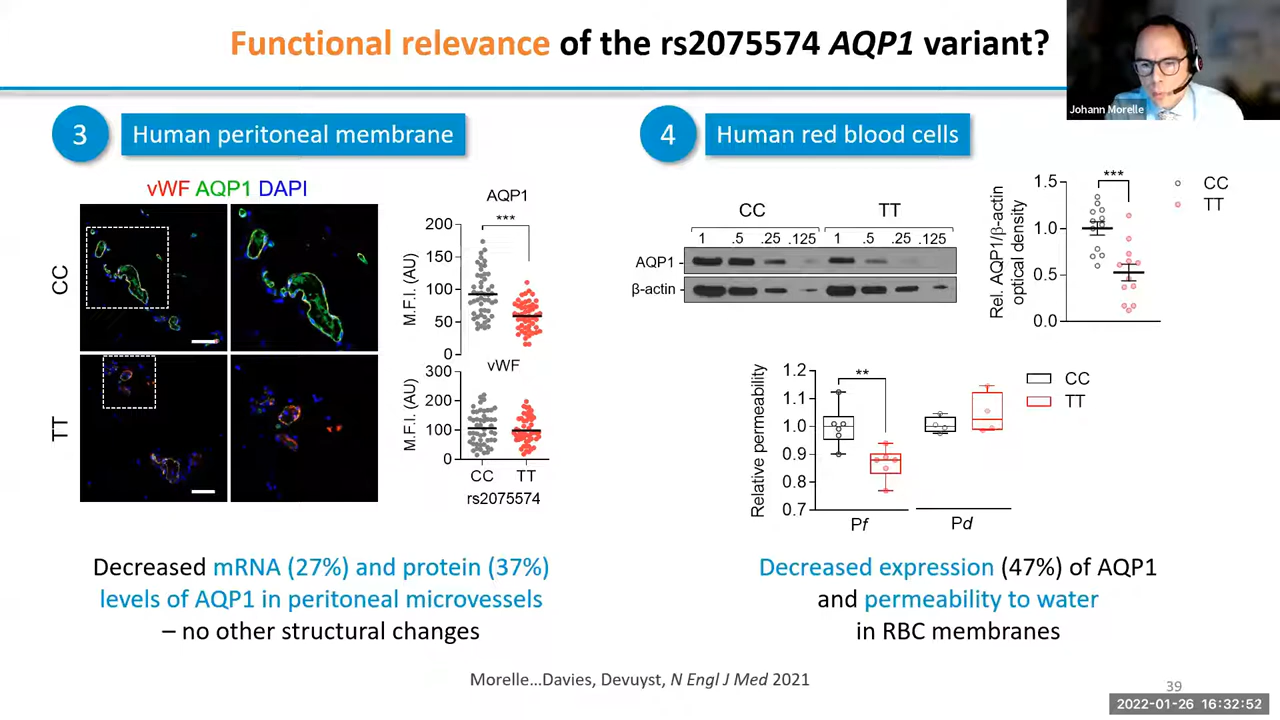 Functional relevance of the rs2075574 AQP1 variant?
Johann Morelle
3
Human peritoneal membrane
vWF AQP1 DAPI
CC
TT
AQP1
***
M.F.I. (AU)
200
150
100
50
0
vWF
M.F.I. (AU)
300
200
100
0
CC TT
rs2075574
Decreased mRNA (27%) and protein (37%)
levels of AQP1 in peritoneal microvessels
– no other structural changes
4
Human red blood cells
CC TT
1 .5 .25 .125 1 .5 .25 .125
AQP1
β-actin
Rel. AQP1/β-actin
optical density
1.5
1.0
0.5
0.0
***
CC
TT
Relative permeability
1.2
1.1
1.0
0.9
0.8
0.7
**
Pf Pd
CC
TT
Decreased expression (47%) of AQP1
and permeability to water
in RBC membranes
Morelle...Davies, Devuyst, N Engl J Med 2021
39
2022-01-26 16:32:52